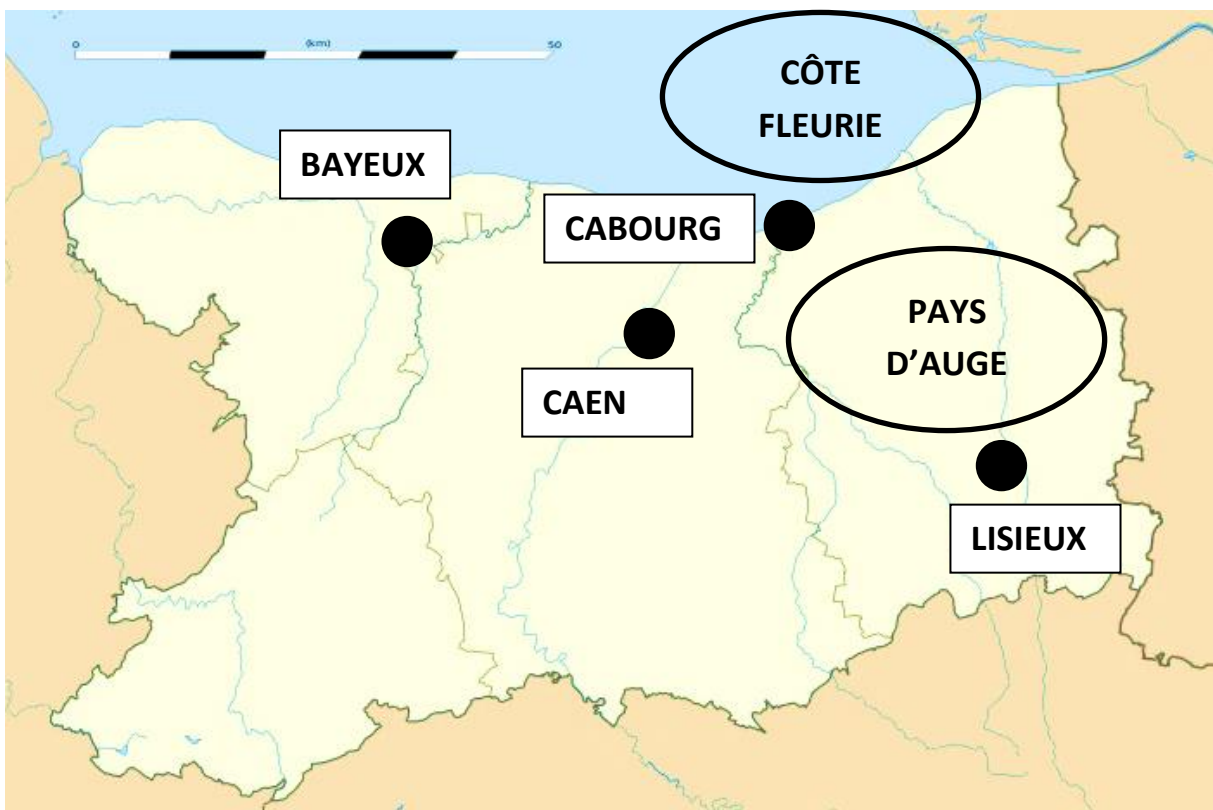 0 (km) 50
CÔTE
FLEURIE
BAYEUX
CABOURG
PAYS
D’AUGE
CAEN
LISIEUX